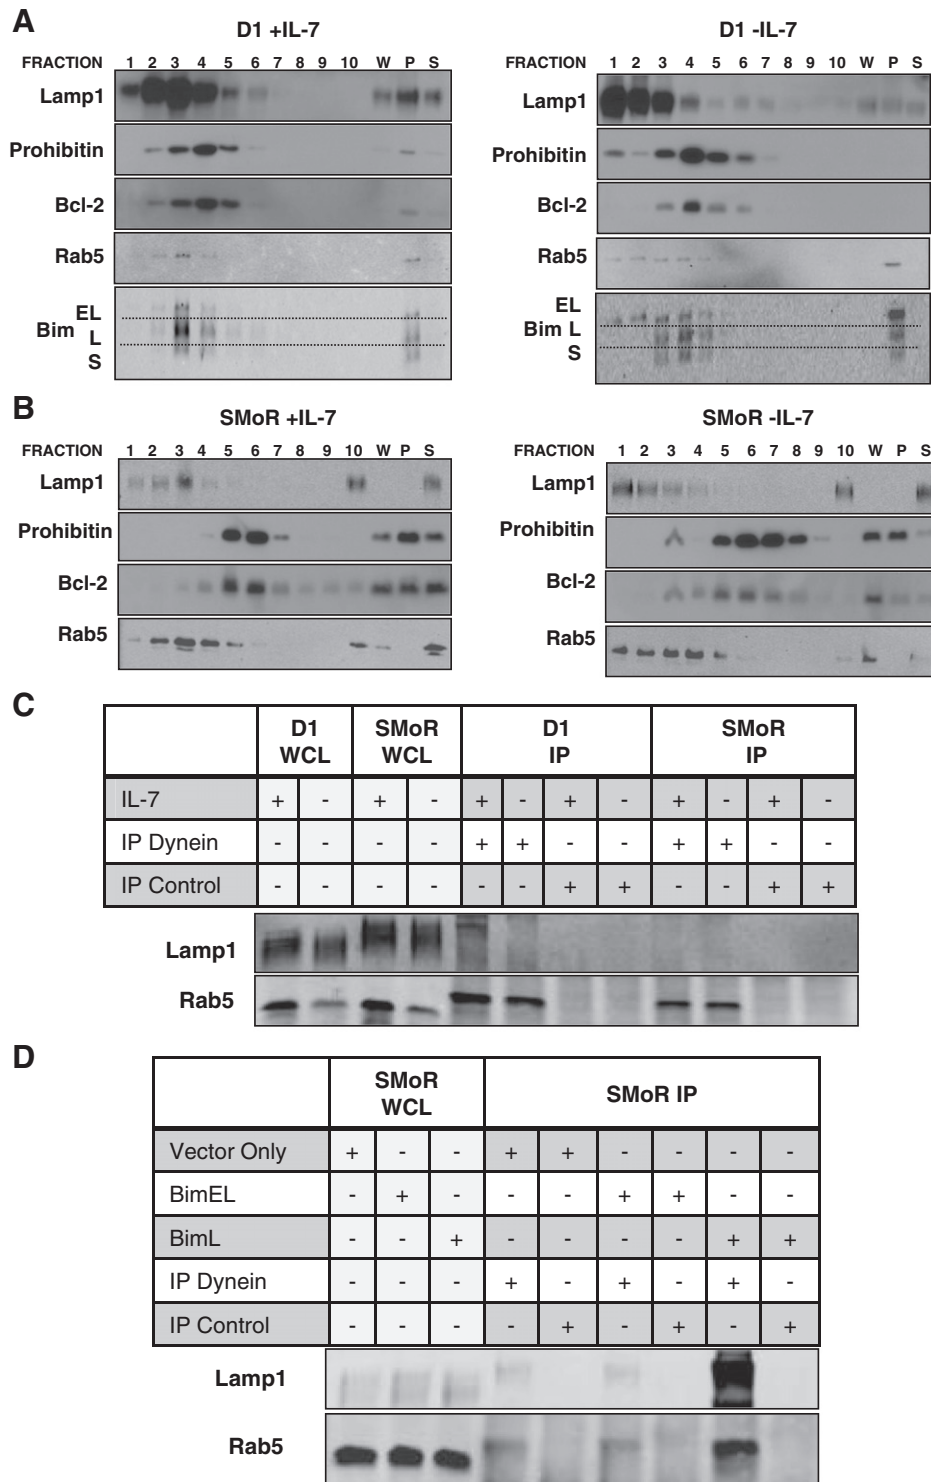 A
D1 +IL-7
FRACTION 1 2 3 4 5 6 7 8 9 10 W P S
Lamp1
Prohibitin
Bcl-2
Rab5
EL
Bim
L
S
D1 -IL-7
FRACTION 1 2 3 4 5 6 7 8 9 10 W P S
Lamp1
Prohibitin
Bcl-2
Rab5
EL
Bim L
S
B
SMoR +IL-7
FRACTION 1 2 3 4 5 6 7 8 9 10 W P S
Lamp1
Prohibitin
Bcl-2
Rab5
SMoR -IL-7
FRACTION 1 2 3 4 5 6 7 8 9 10 W P S
Lamp1
Prohibitin
Bcl-2
Rab5
C
D1 WCL SMoR WCL D1 IP SMoR IP
IL-7 + - + - + - + - + - + -
IP Dynein - - - - + + - - + + - -
IP Control - - - - - - + + - - + +
Lamp1
Rab5
D
SMoR WCL SMoR IP
Vector Only + - - + + - - - -
BimEL - + - - - + + - -
BimL - - + - - - - + +
IP Dynein - - - + - + - + -
IP Control - - - - + - + - +
Lamp1
Rab5